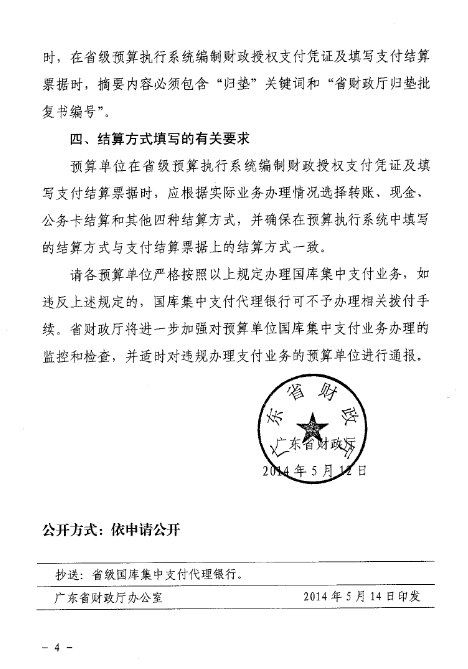 时，在省级预算执行系统编制财政授权支付凭证及填写支付结算
票据时，摘要内容必须包含“归垫”关键词和“省财政厅归垫批
复书编号”。
四、结算方式填写的有关要求
预算单位在省级预算执行系统编制财政授权支付凭证及填
写支付结算票据时，应根据实际业务办理情况选择转账、现金、
公务卡结算和其他四种结算方式，并确保在预算执行系统中填写
的结算方式与支付结算票据上的结算方式一致。
请各预算单位严格按照以上规定办理国库集中支付业务，如
违反上述规定的，国库集中支付代理银行可不予办理相关拨付手
续。省财政厅将进一步加强对预算单位国库集中支付业务办理的
监控和检查，并适时对违规办理支付业务的预算单位进行通报。
广东省财政厅
广东省财政厅
2014年5月12日
公开方式：依申请公开
抄送：省级国库集中支付代理银行。
广东省财政厅办公室 2014年5月14日印发
- 4 -